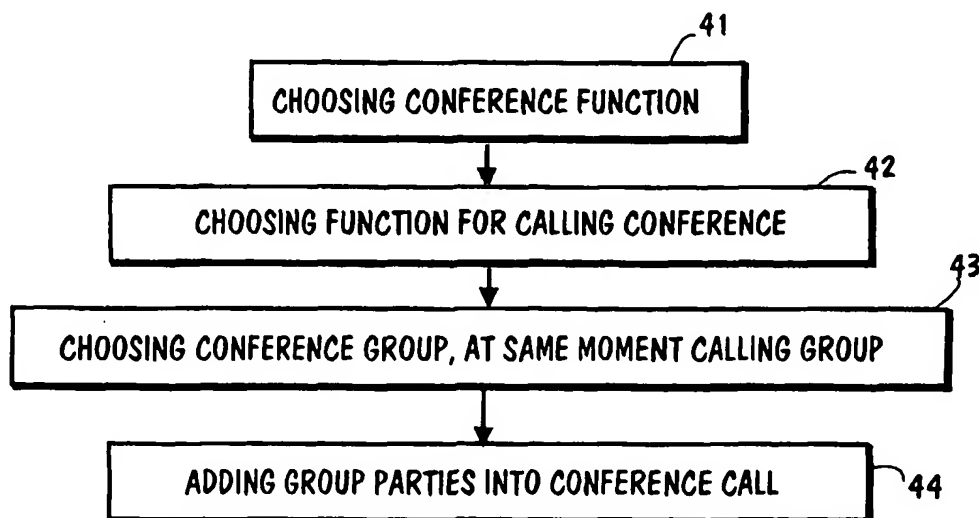 41
CHOOSING CONFERENCE FUNCTION
42
CHOOSING FUNCTION FOR CALLING CONFERENCE
43
CHOOSING CONFERENCE GROUP, AT SAME MOMENT CALLING GROUP
ADDING GROUP PARTIES INTO CONFERENCE CALL
44